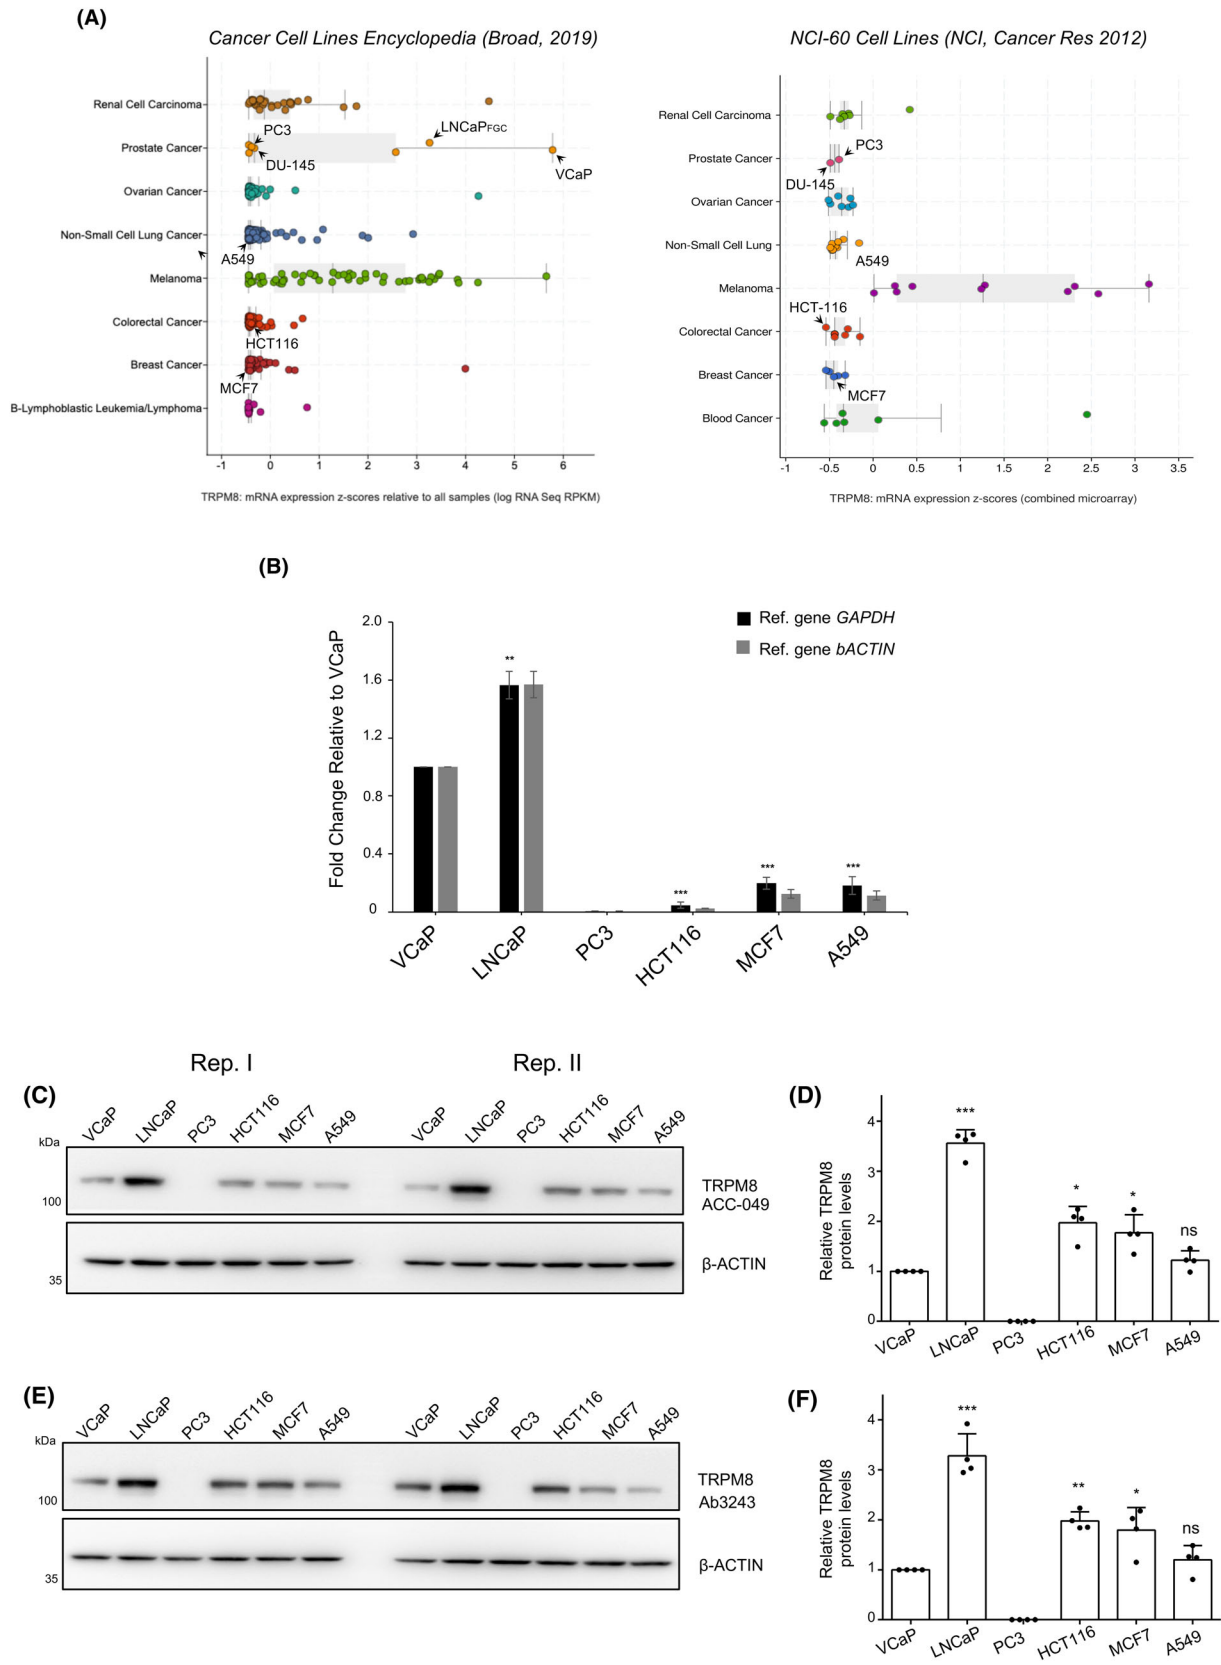 (A)
Cancer Cell Lines Encyclopedia (Broad, 2019)
Renal Cell Carcinoma
Prostate Cancer
Ovarian Cancer
Non-Small Cell Lung Cancer
Melanoma
Colorectal Cancer
Breast Cancer
B-Lymphoblastic Leukemia/Lymphoma
PC3
DU-145
LNCaPFGC
VCaP
A549
HCT116
MCF7
-1 0 1 2 3 4 5 6
TRPM8: mRNA expression z-scores relative to all samples (log RNA Seq RPKM)
NCI-60 Cell Lines (NCI, Cancer Res 2012)
Renal Cell Carcinoma
Prostate Cancer
Ovarian Cancer
Non-Small Cell Lung
Melanoma
Colorectal Cancer
Breast Cancer
Blood Cancer
PC3
DU-145
A549
HCT-116
MCF7
-1 -0.5 0 0.5 1 1.5 2 2.5 3 3.5
TRPM8: mRNA expression z-scores (combined microarray)
(B)
Fold Change Relative to VCaP
2.0
1.6
1.2
0.8
0.4
0
Ref. gene GAPDH
Ref. gene bACTIN
** *** *** ***
VCaP LNCaP PC3 HCT116 MCF7 A549
Rep. I Rep. II
(C)
kDa
VCaP LNCaP PC3 HCT116 MCF7 A549 VCaP LNCaP PC3 HCT116 MCF7 A549
100
35
TRPM8
ACC-049
β-ACTIN
(D)
Relative TRPM8
protein levels
4
3
2
1
0
*** * * ns
VCaP LNCaP PC3 HCT116 MCF7 A549
(E)
kDa
VCaP LNCaP PC3 HCT116 MCF7 A549 VCaP LNCaP PC3 HCT116 MCF7 A549
100
35
TRPM8
Ab3243
β-ACTIN
(F)
Relative TRPM8
protein levels
4
3
2
1
0
*** ** * ns
VCaP LNCaP PC3 HCT116 MCF7 A549